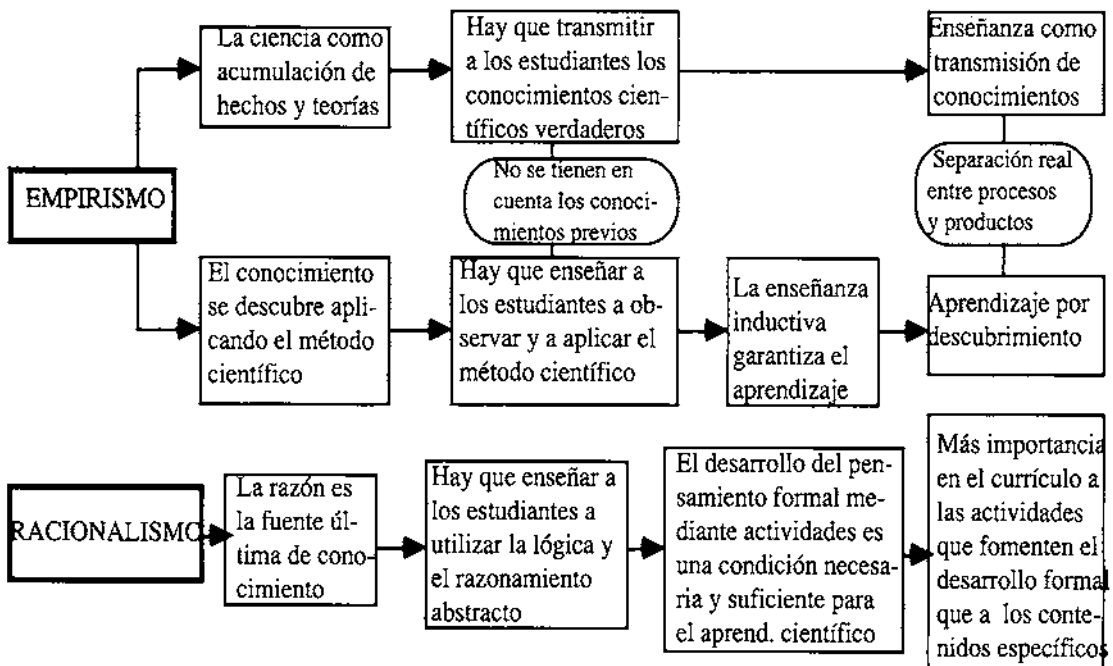 La ciencia como
acumulación de
hechos y teorías
Hay que transmitir
a los estudiantes los
conocimientos cien-
tíficos verdaderos
Enseñanza como
transmisión de
conocimientos
EMPIRISMO
No se tienen en
cuenta los conoci-
mientos previos
Separación real
entre procesos
y productos
El conocimiento
se descubre apli-
cando el método
científico
Hay que enseñar a
los estudiantes a ob-
servar y a aplicar el
método científico
La enseñanza
inductiva
garantiza el
aprendizaje
Aprendizaje por
descubrimiento
RACIONALISMO
La razón es
la fuente úl-
tima de cono-
cimiento
Hay que enseñar a
los estudiantes a
utilizar la lógica y
el razonamiento
abstracto
El desarrollo del pen-
samiento formal me-
diante actividades es
una condición necesa-
ria y suficiente para
el aprend. científico
Más importancia
en el currículo a
las actividades
que fomenten el
desarrollo formal
que a los conte-
nidos específicos